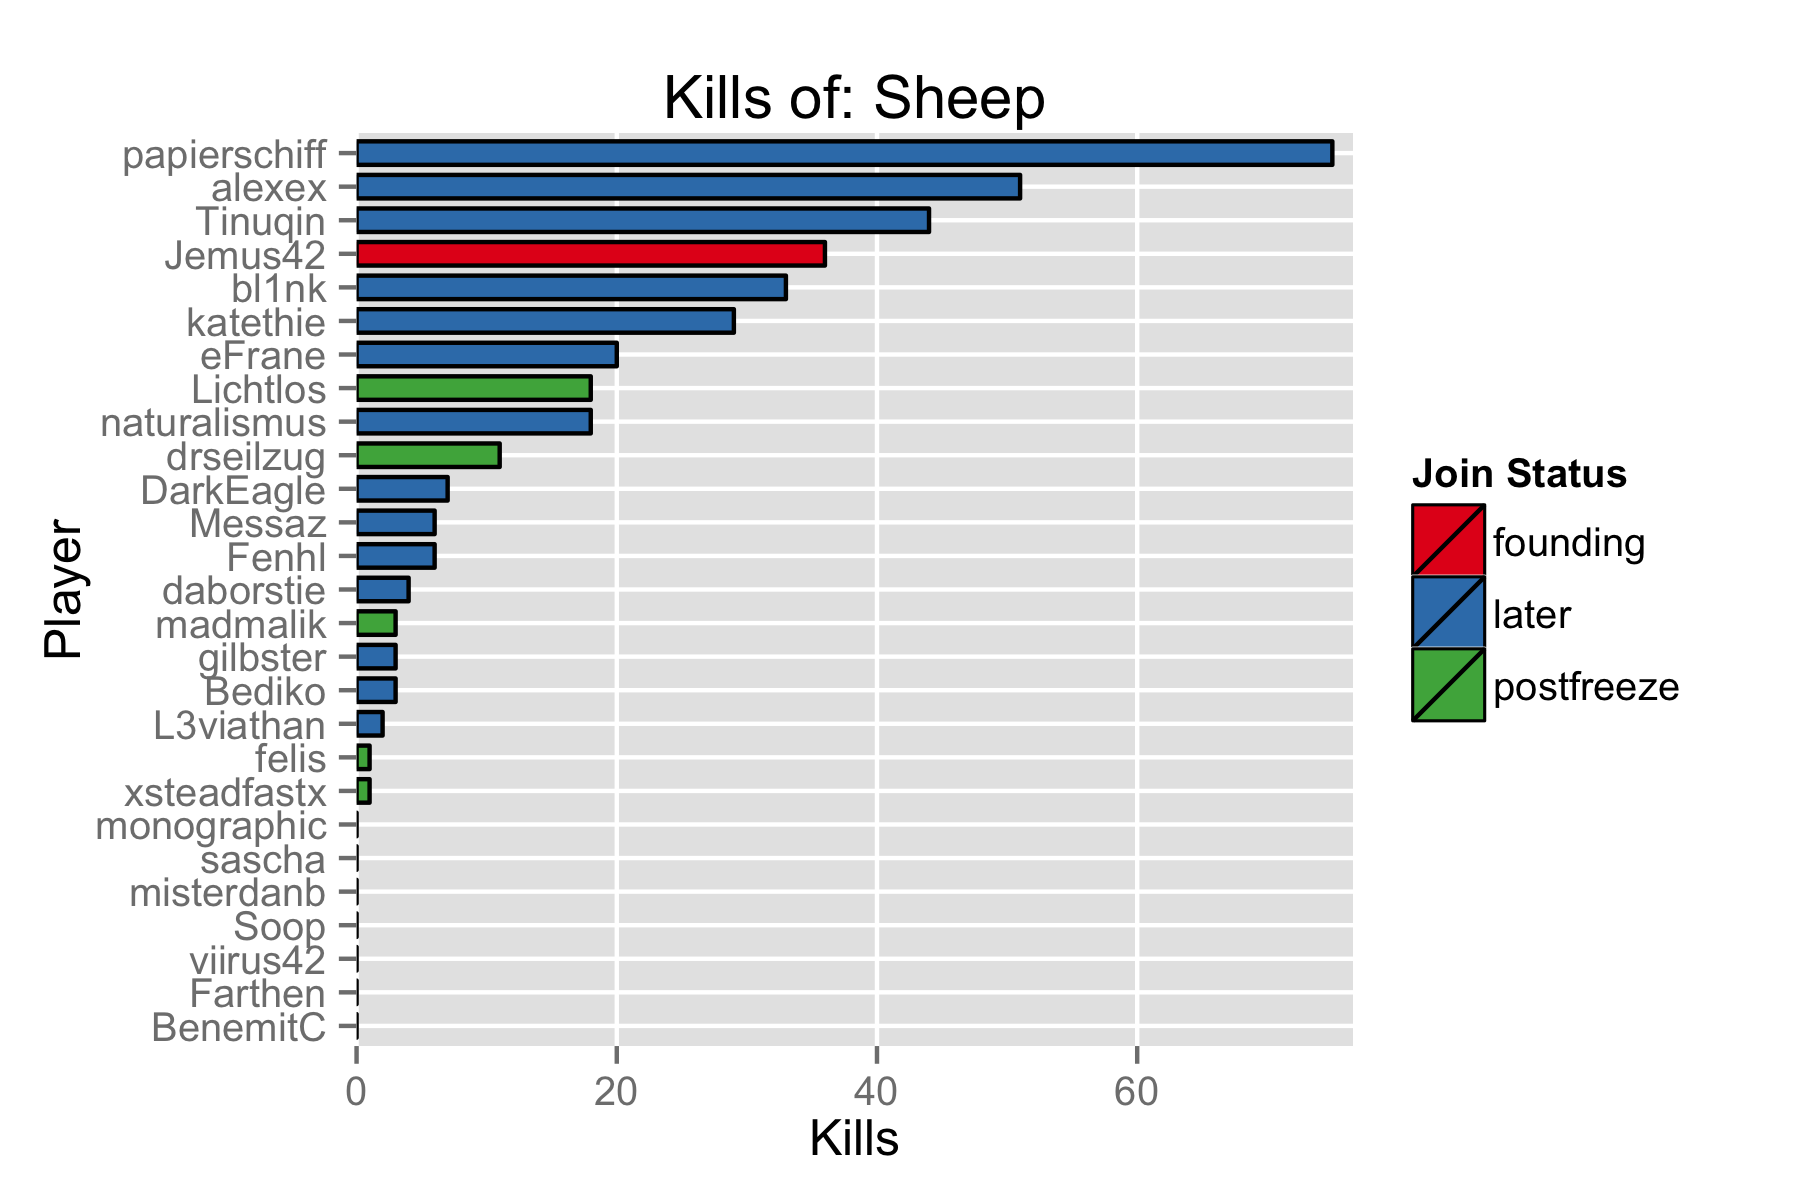 Kills of: Sheep
papierschiff
alexex
Tinuqin
Jemus42
bl1nk
katethie
eFrane
Lichtlos
naturalismus
drseilzug
DarkEagle
Messaz
Fenhl
daborstie
madmalik
gilbster
Bediko
L3viathan
felis
xsteadfastx
monographic
sascha
misterdanb
Soop
viirus42
Farthen
BenemitC
Player
0 20 40 60
Kills
Join Status
founding
later
postfreeze